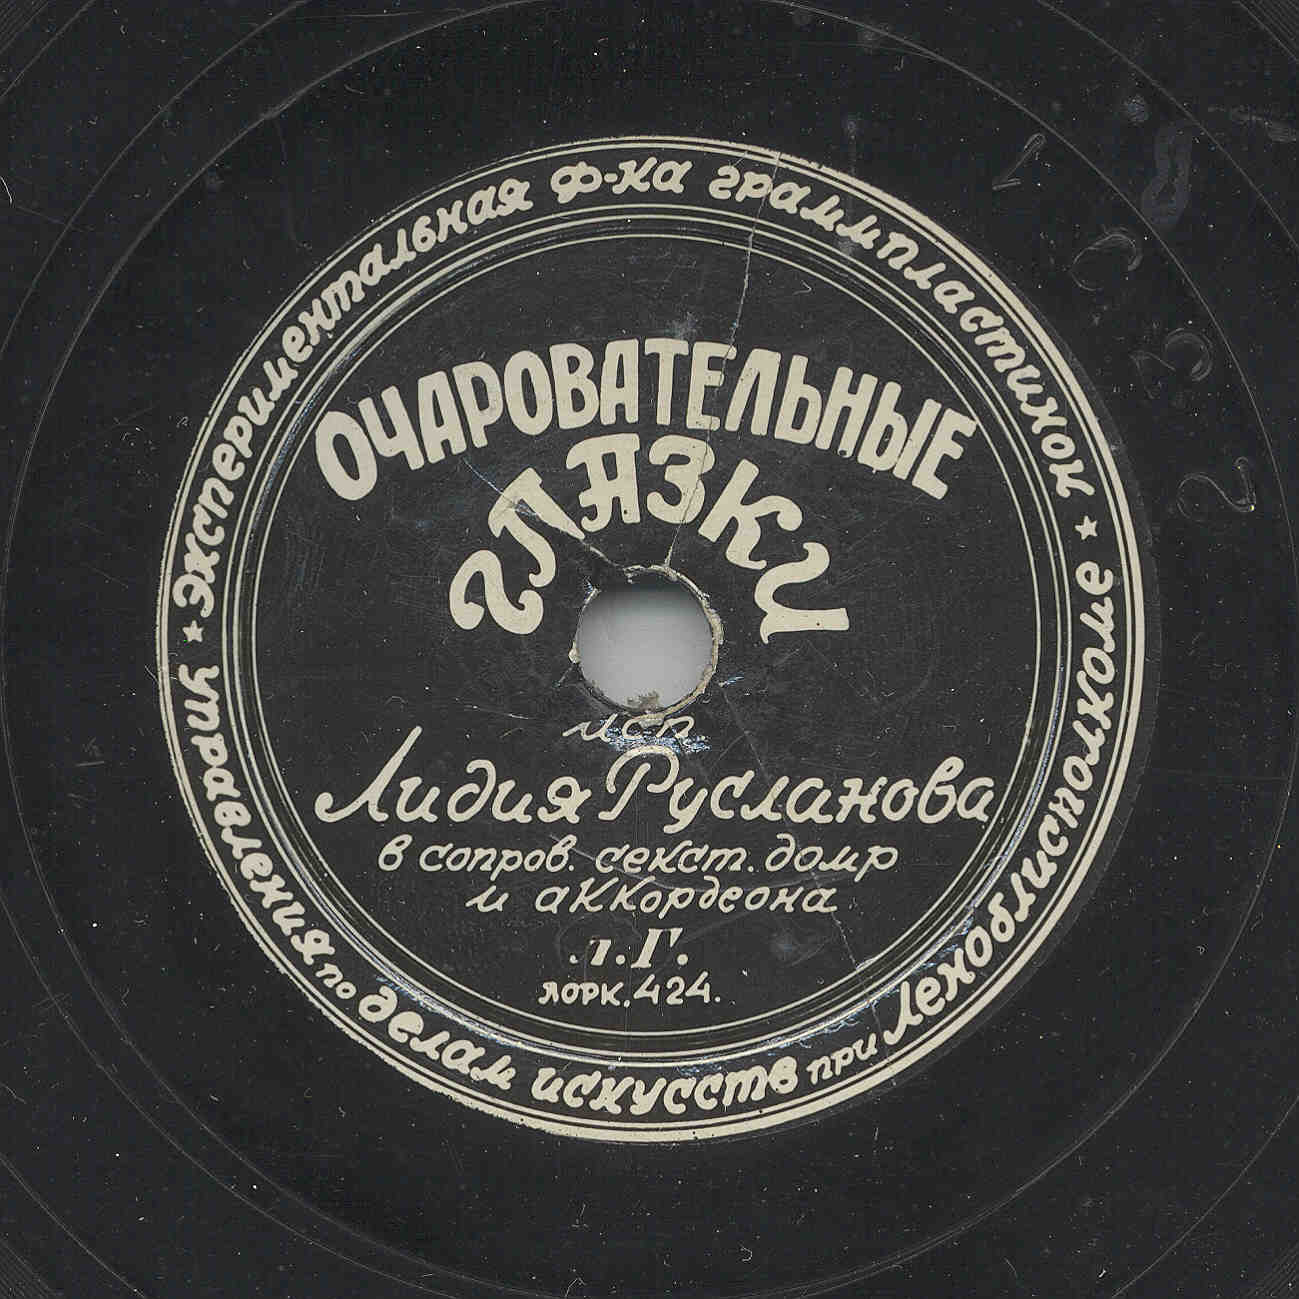 ★ Экспериментальная ф-ка грампластинок ★
Управления по делам искусств при Леноблисполкоме
ОЧАРОВАТЕЛЬНЫЕ
ГЛАЗКИ
исп.
Лидия Русланова
в сопров. секст. домр
и аккордеона
ЛОРК. 424.